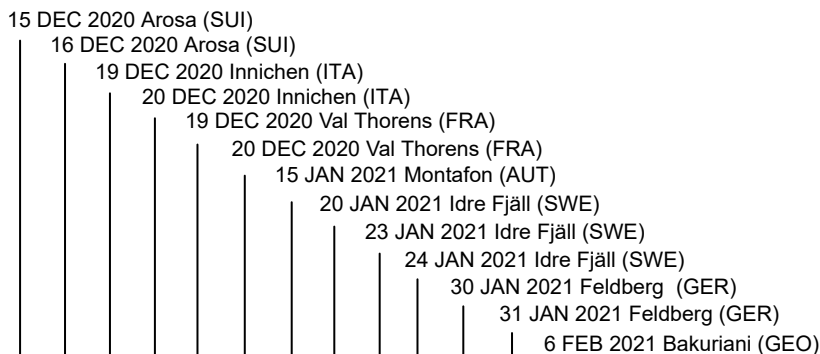 15 DEC 2020 Arosa (SUI)
16 DEC 2020 Arosa (SUI)
19 DEC 2020 Innichen (ITA)
20 DEC 2020 Innichen (ITA)
19 DEC 2020 Val Thorens (FRA)
20 DEC 2020 Val Thorens (FRA)
15 JAN 2021 Montafon (AUT)
20 JAN 2021 Idre Fjäll (SWE)
23 JAN 2021 Idre Fjäll (SWE)
24 JAN 2021 Idre Fjäll (SWE)
30 JAN 2021 Feldberg (GER)
31 JAN 2021 Feldberg (GER)
6 FEB 2021 Bakuriani (GEO)